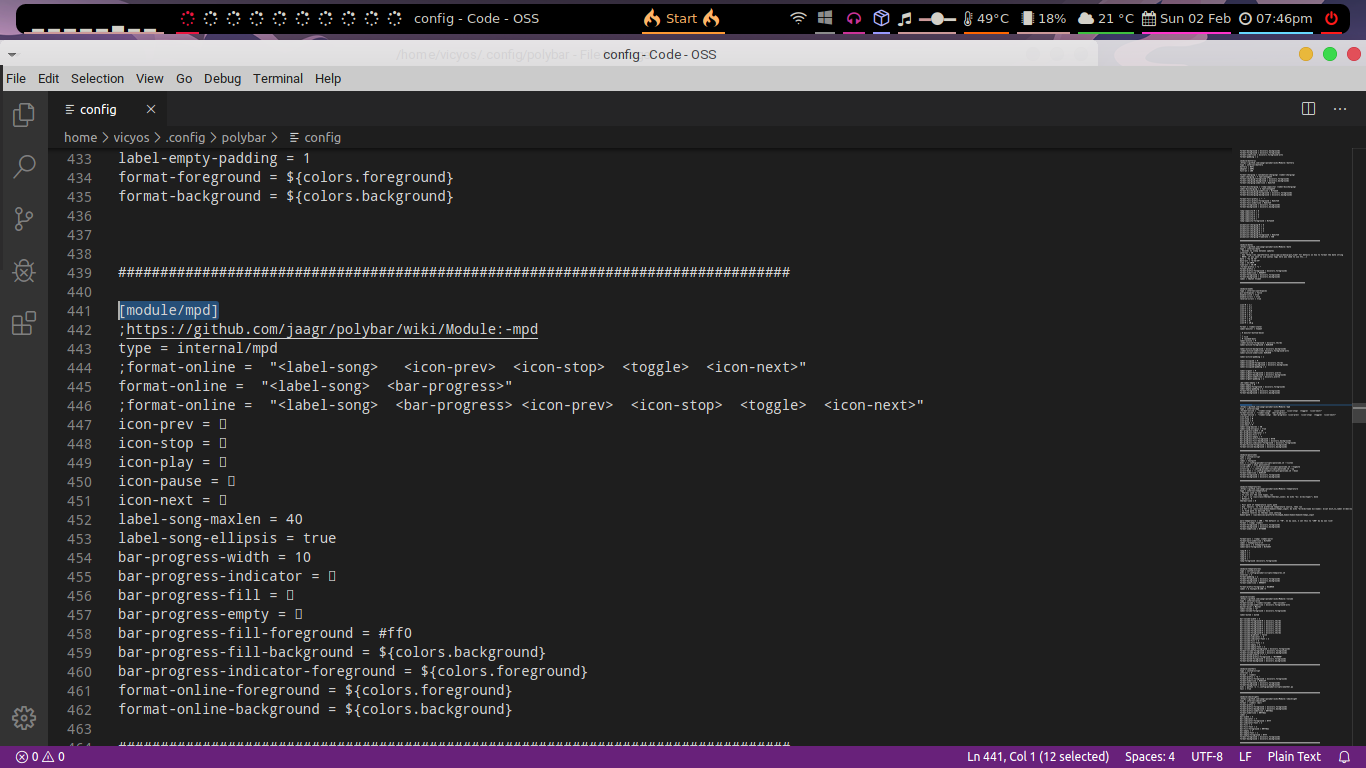 config - Code - OSS
Start
49°C
18%
21 °C
Sun 02 Feb
07:46pm
/home/vicyos/.config/polybar - File
config - Code - OSS
File Edit Selection View Go Debug Terminal Help
config
home > vicyos > .config > polybar > config
433 label-empty-padding = 1
434 format-foreground = ${colors.foreground}
435 format-background = ${colors.background}
436
437
438
439 ################################################################################
440
441 [module/mpd]
442 ;https://github.com/jaagr/polybar/wiki/Module:-mpd
443 type = internal/mpd
444 ;format-online =  "<label-song>   <icon-prev>  <icon-stop>  <toggle>  <icon-next>"
445 format-online =  "<label-song>  <bar-progress>"
446 ;format-online =  "<label-song>  <bar-progress> <icon-prev>  <icon-stop>  <toggle>  <icon-next>"
447 icon-prev = 
448 icon-stop = 
449 icon-play = 
450 icon-pause = 
451 icon-next = 
452 label-song-maxlen = 40
453 label-song-ellipsis = true
454 bar-progress-width = 10
455 bar-progress-indicator = 
456 bar-progress-fill = 
457 bar-progress-empty = 
458 bar-progress-fill-foreground = #ff0
459 bar-progress-fill-background = ${colors.background}
460 bar-progress-indicator-foreground = ${colors.foreground}
461 format-online-foreground = ${colors.foreground}
462 format-online-background = ${colors.background}
463
464 ################################################################################
0 0
Ln 441, Col 1 (12 selected) Spaces: 4 UTF-8 LF Plain Text